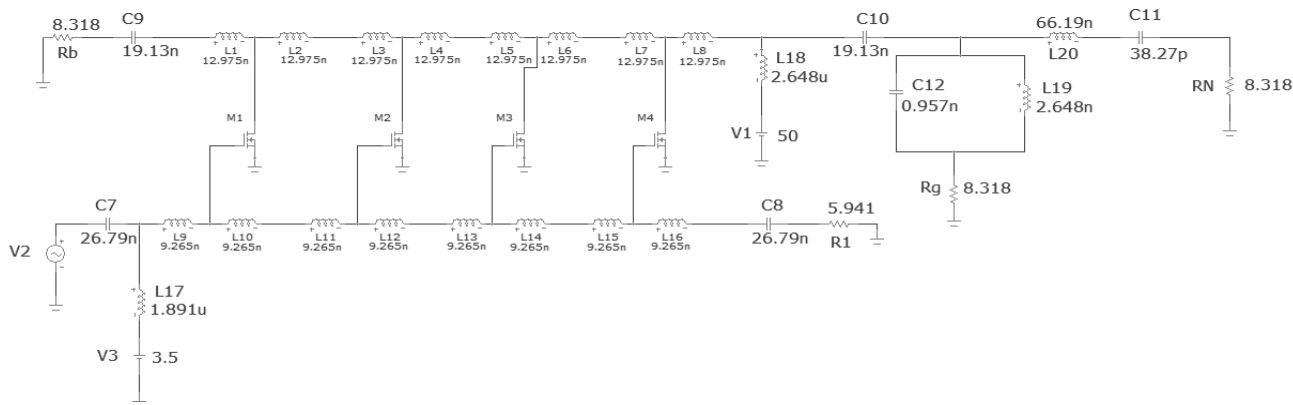 8.318
Rb
C9
19.13n
L1
12.975n
L2
12.975n
L3
12.975n
L4
12.975n
L5
12.975n
L6
12.975n
L7
12.975n
L8
12.975n
L18
2.648u
V1
50
C10
19.13n
66.19n
L20
C11
38.27p
RN
8.318
C12
0.957n
L19
2.648n
Rg
8.318
M1
M2
M3
M4
V2
C7
26.79n
L9
9.265n
L10
9.265n
L11
9.265n
L12
9.265n
L13
9.265n
L14
9.265n
L15
9.265n
L16
9.265n
C8
26.79n
5.941
R1
L17
1.891u
V3
3.5